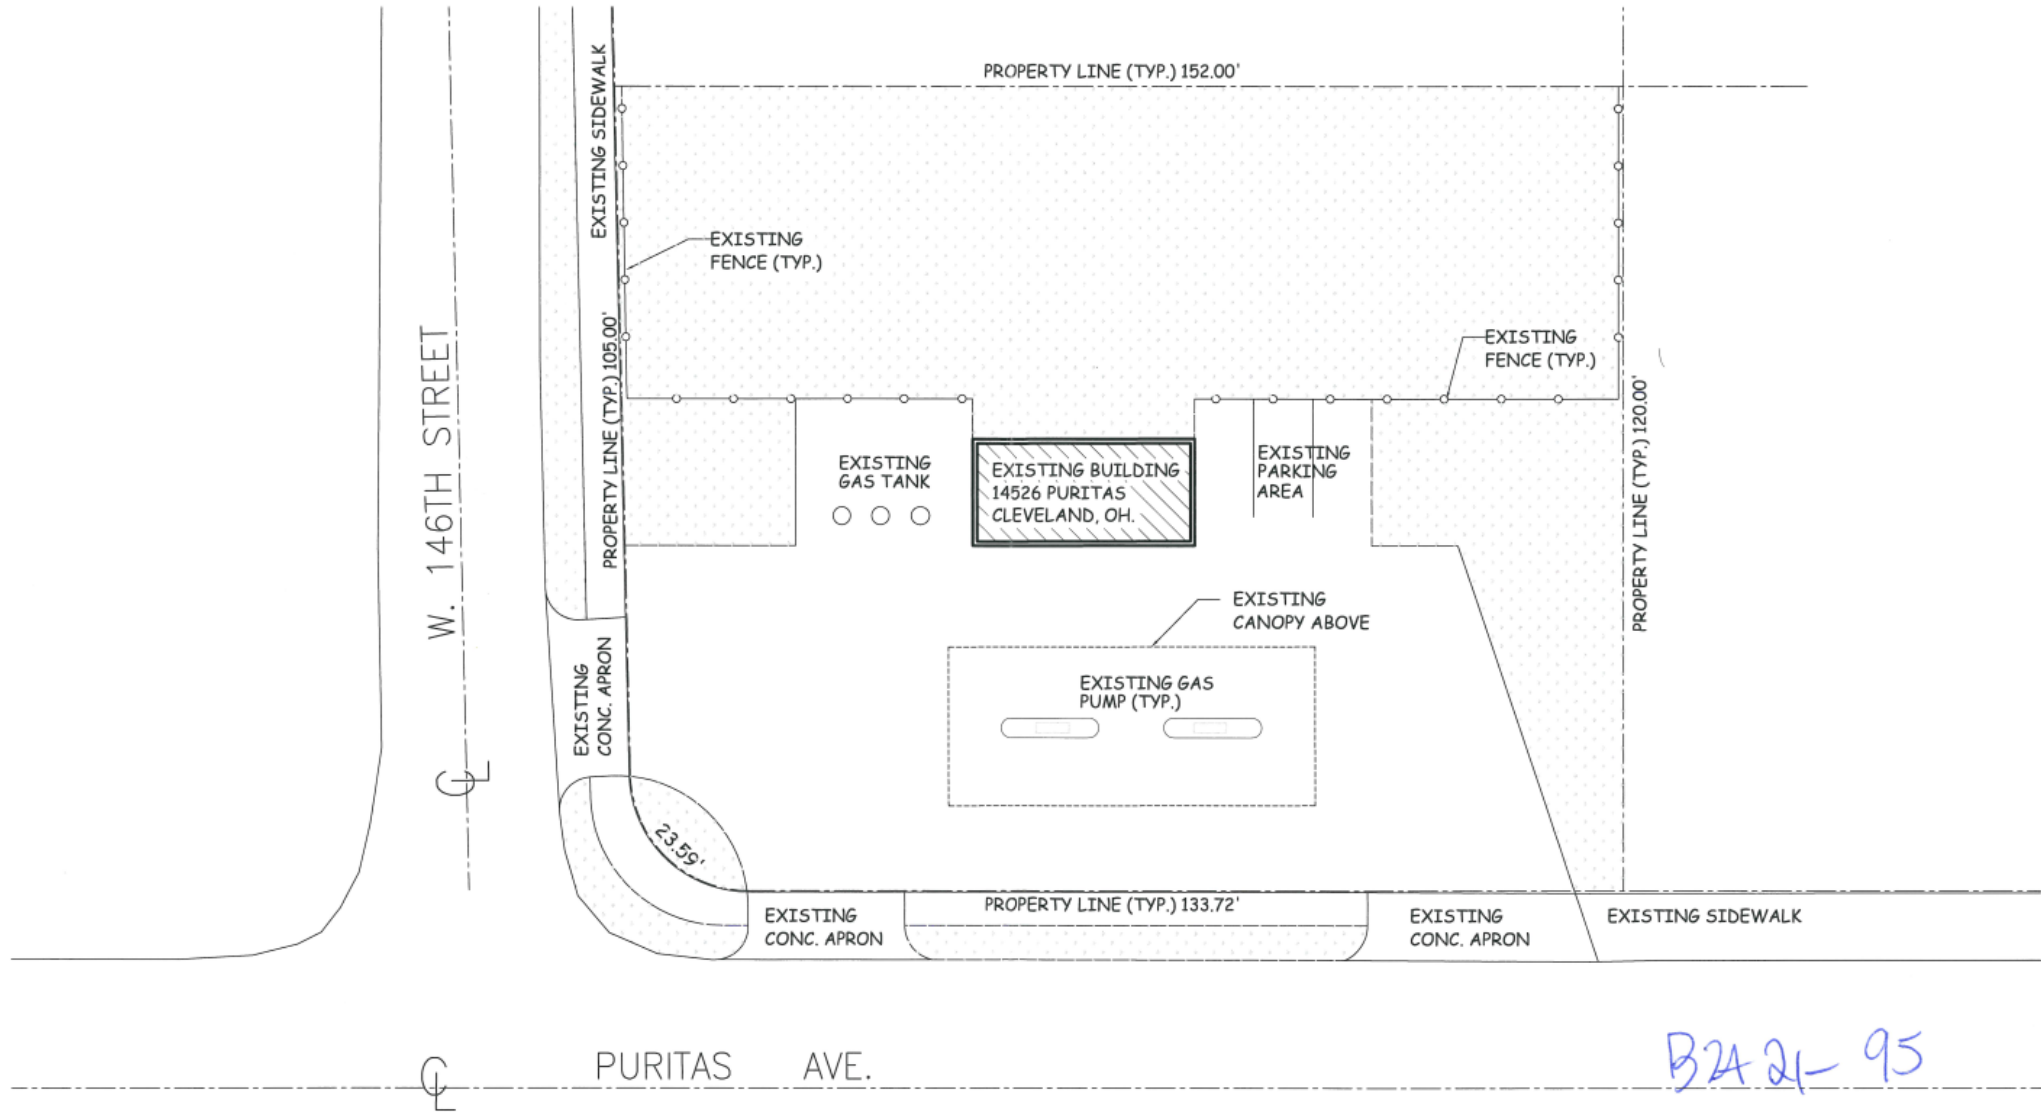 PROPERTY LINE (TYP.) 152.00'
EXISTING SIDEWALK
EXISTING
FENCE (TYP.)
EXISTING
FENCE (TYP.)
W. 146TH STREET
PROPERTY LINE (TYP.) 105.00'
PROPERTY LINE (TYP.) 120.00'
EXISTING
GAS TANK
EXISTING BUILDING
14526 PURITAS
CLEVELAND, OH.
EXISTING
PARKING
AREA
EXISTING
CANOPY ABOVE
EXISTING GAS
PUMP (TYP.)
EXISTING
CONC. APRON
CL
23.59'
PROPERTY LINE (TYP.) 133.72'
EXISTING
CONC. APRON
EXISTING
CONC. APRON
EXISTING SIDEWALK
CL
PURITAS AVE.
BZA 21-95